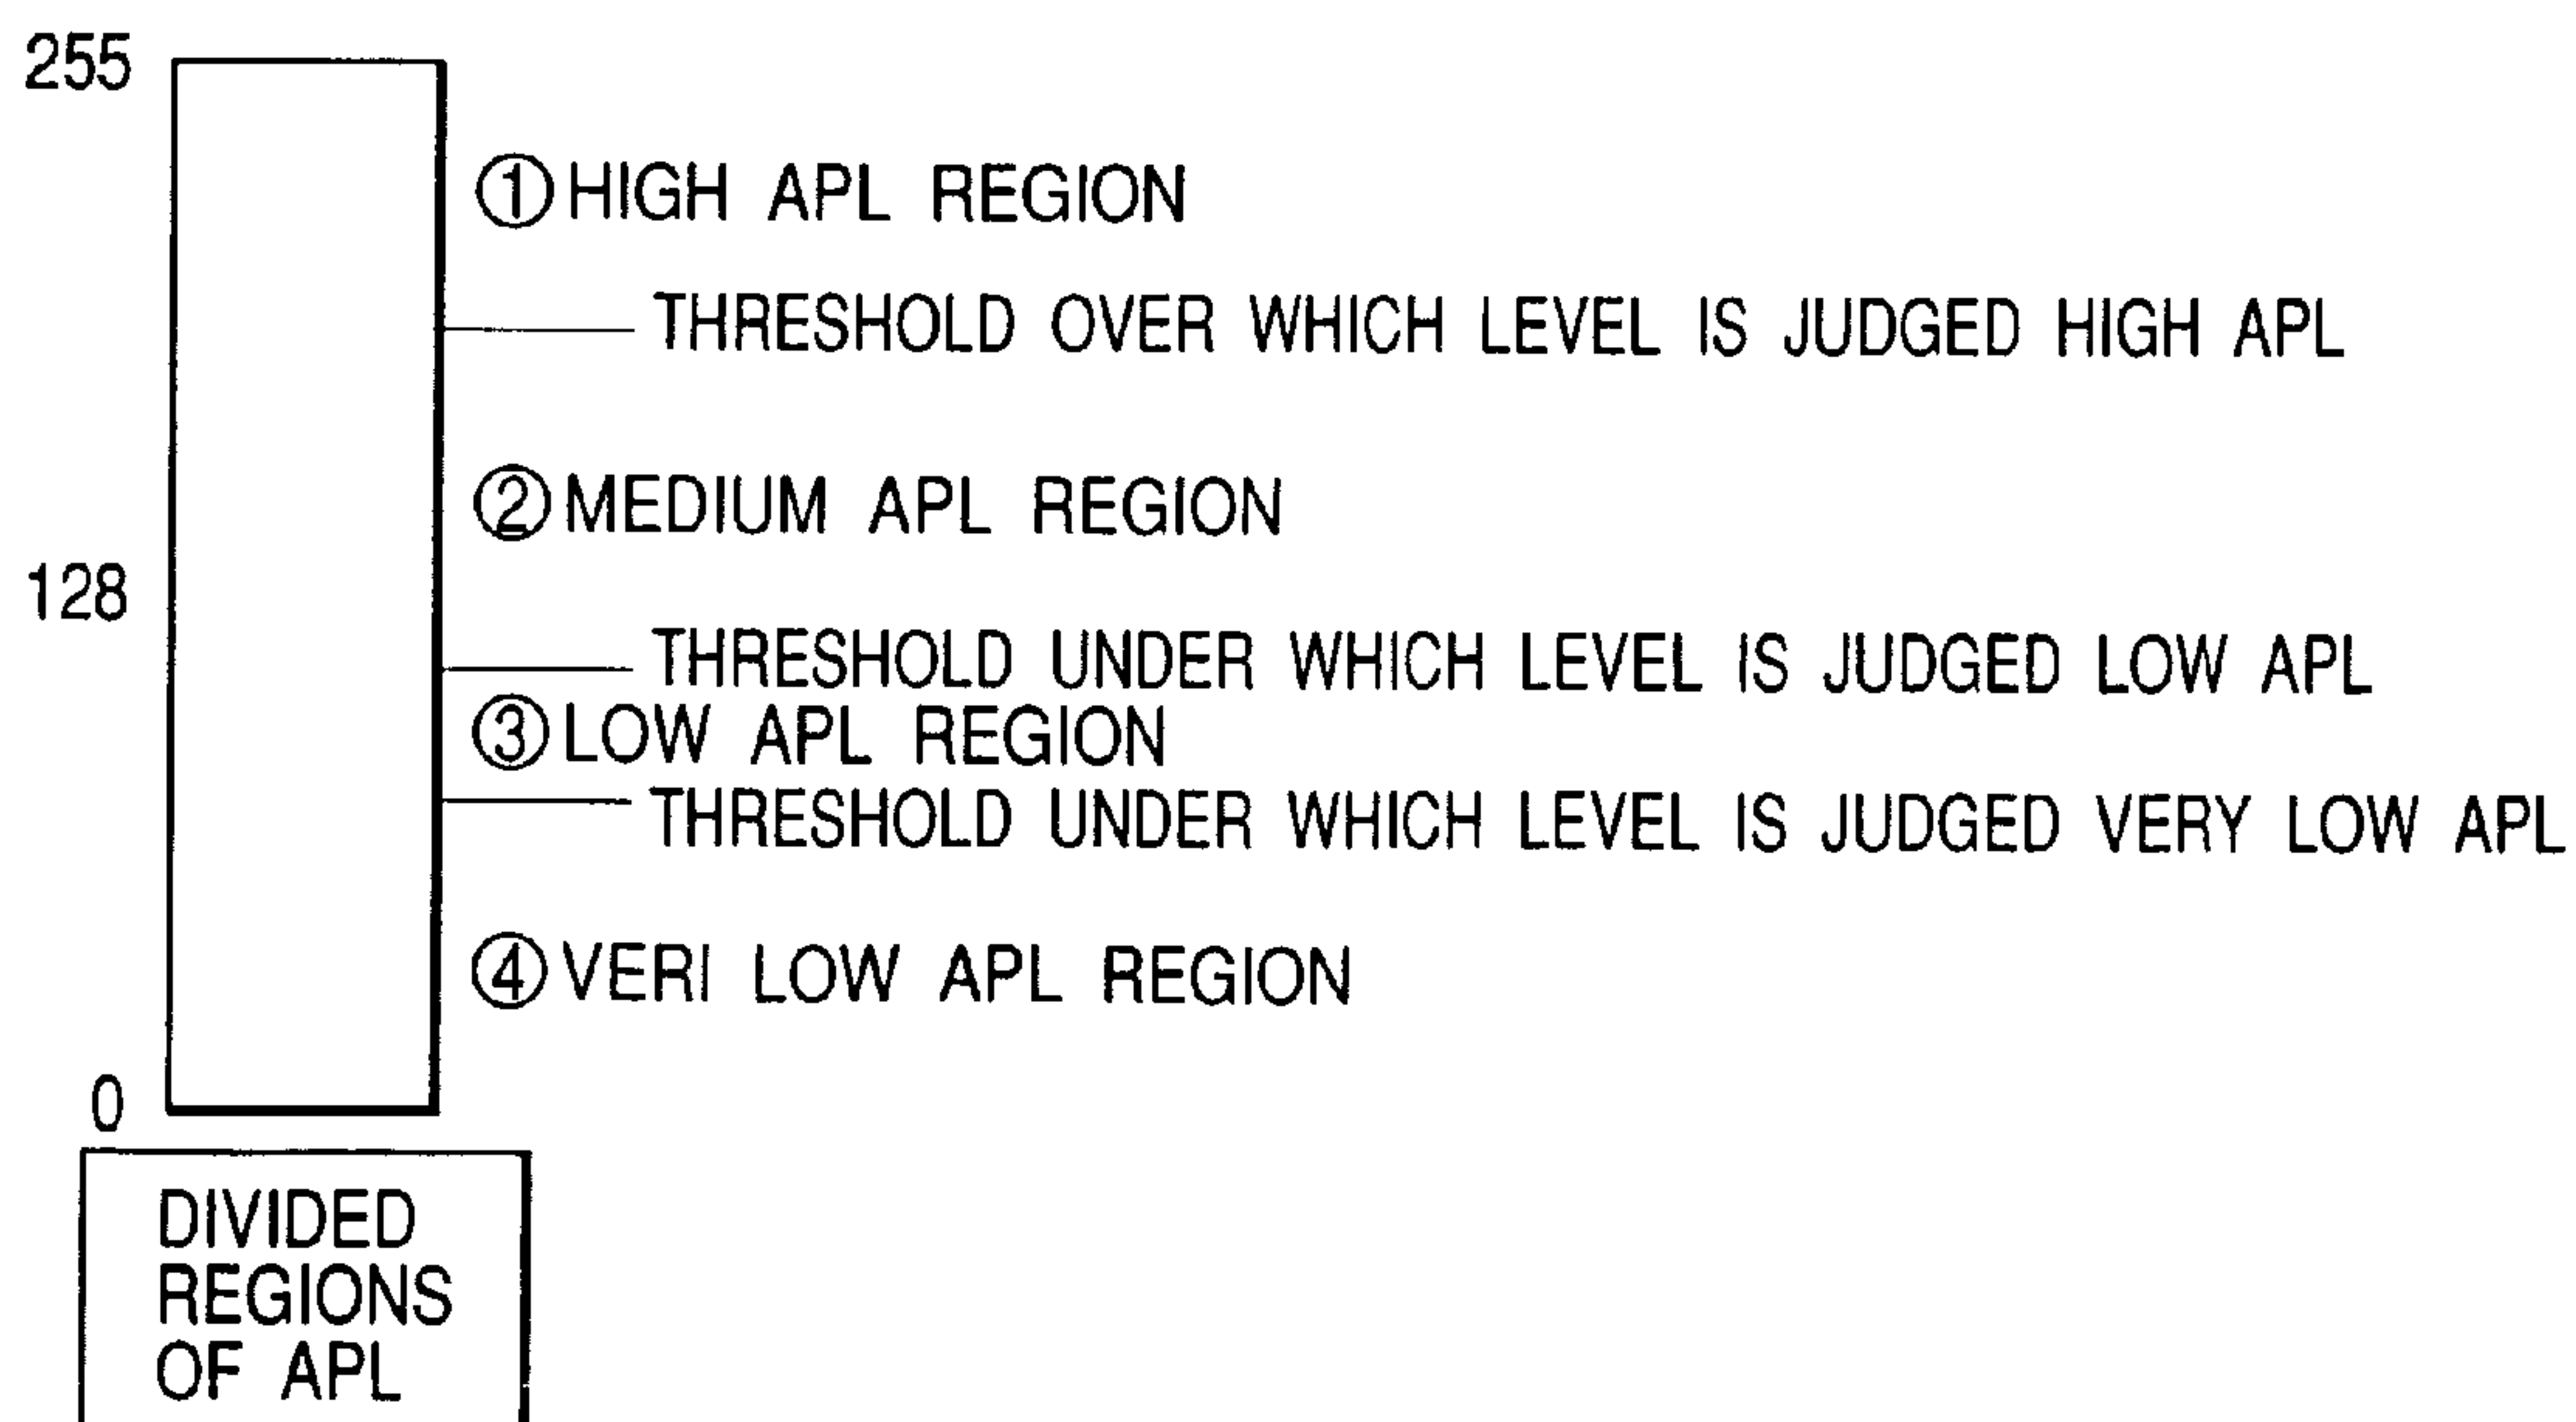 255
①HIGH APL REGION
THRESHOLD OVER WHICH LEVEL IS JUDGED HIGH APL
②MEDIUM APL REGION
128
THRESHOLD UNDER WHICH LEVEL IS JUDGED LOW APL
③LOW APL REGION
THRESHOLD UNDER WHICH LEVEL IS JUDGED VERY LOW APL
④VERI LOW APL REGION
0
DIVIDED
REGIONS
OF APL